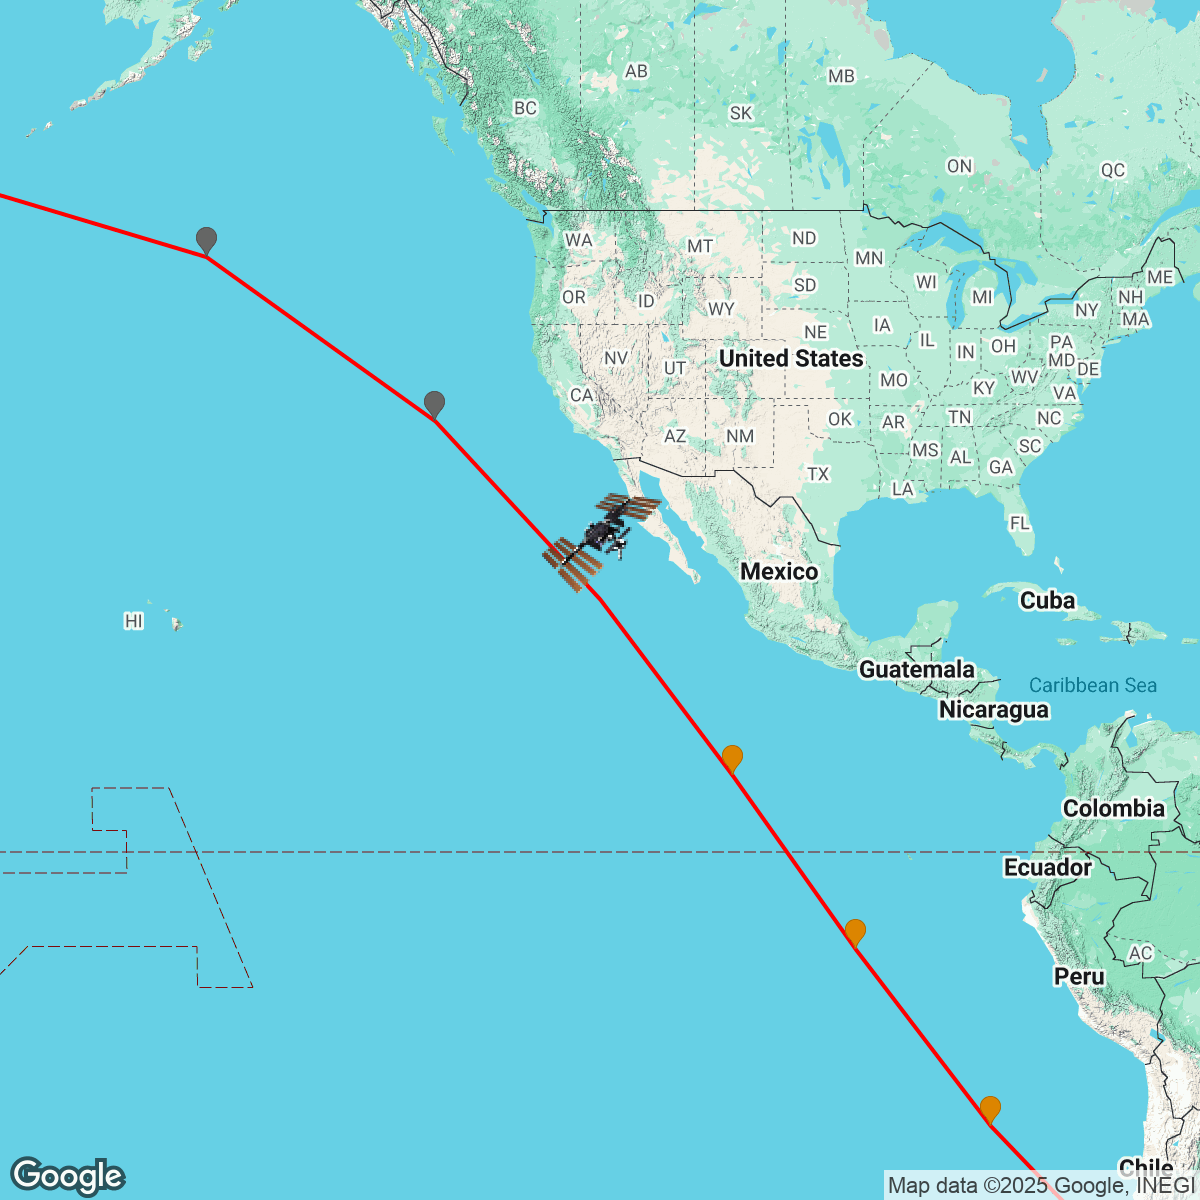 AB
MB
BC
SK
ON
QC
WA
MT
ND
MN
ME
OR
ID
WY
SD
WI
MI
NH
NY
MA
NV
UT
NE
IA
IL
IN
OH
PA
MD
DE
United States
CA
MO
KY
WV
VA
AZ
NM
OK
AR
TN
NC
TX
MS
AL
GA
SC
LA
FL
Mexico
HI
Cuba
Guatemala
Caribbean Sea
Nicaragua
Colombia
Ecuador
AC
Peru
Chile
Google
Map data ©2025 Google, INEGI